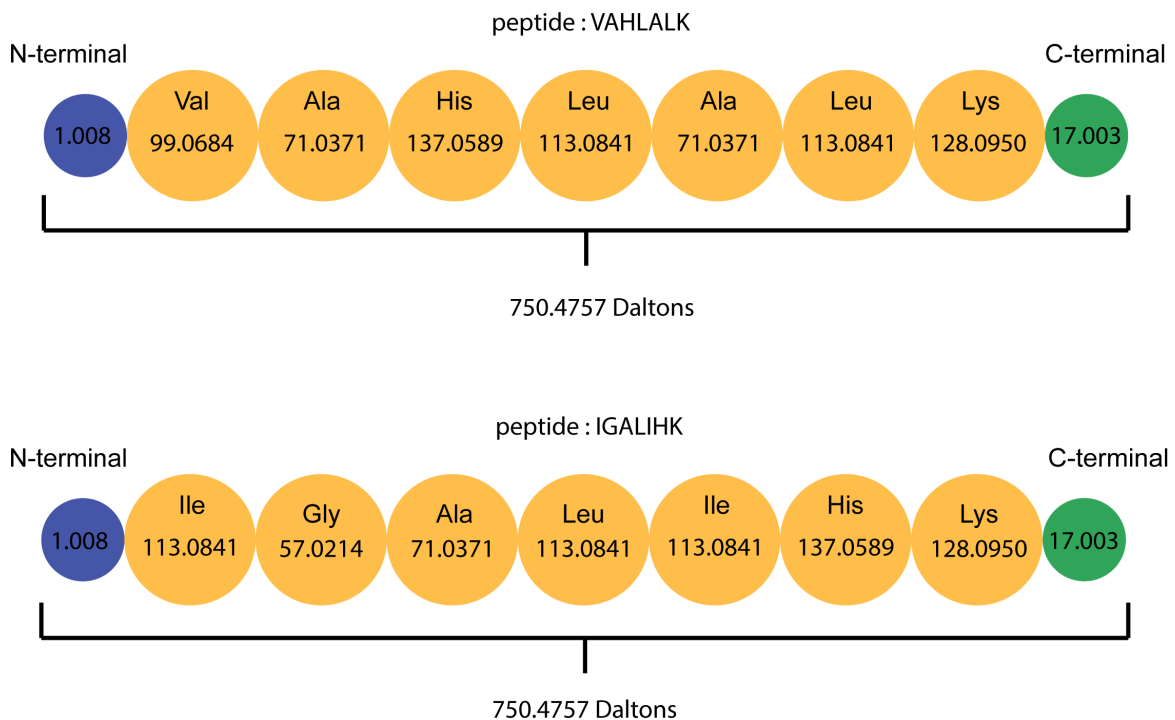 peptide : VAHLALK
N-terminal
C-terminal
Val Ala His Leu Ala Leu Lys
1.008 99.0684 71.0371 137.0589 113.0841 71.0371 113.0841 128.0950 17.003
750.4757 Daltons
peptide : IGALIHK
N-terminal
C-terminal
Ile Gly Ala Leu Ile His Lys
1.008 113.0841 57.0214 71.0371 113.0841 113.0841 137.0589 128.0950 17.003
750.4757 Daltons